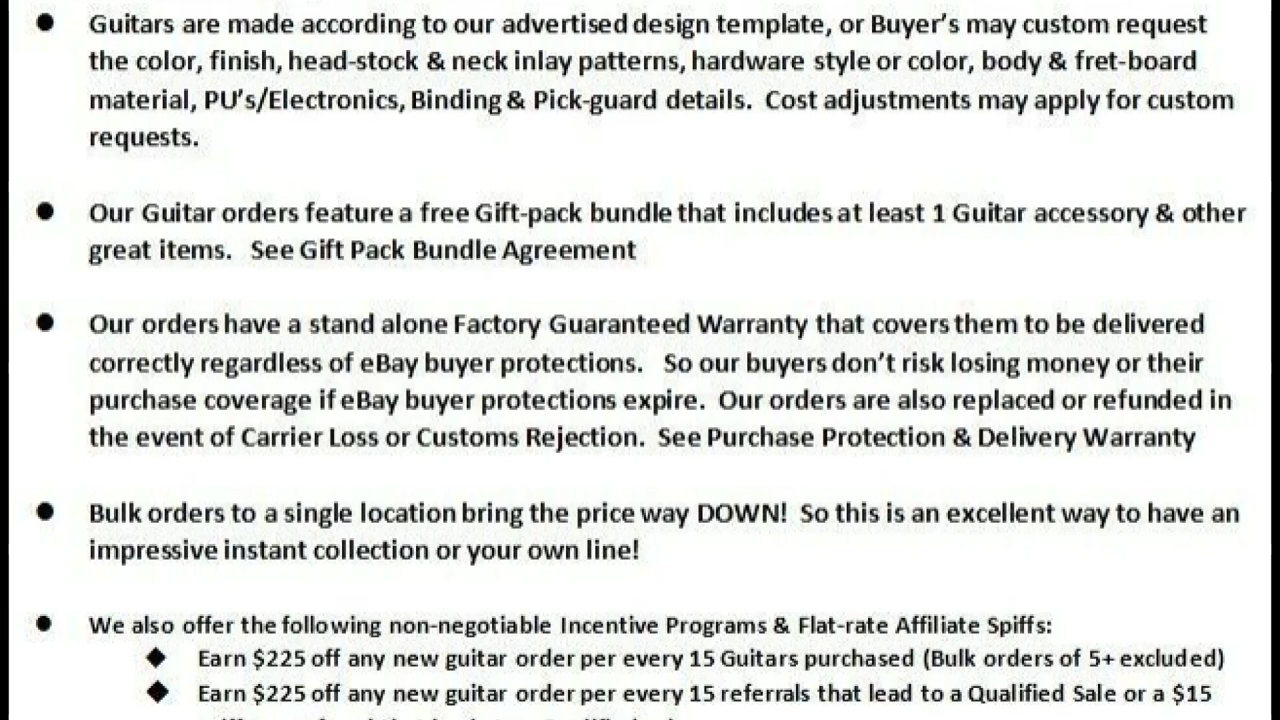 ● Guitars are made according to our advertised design template, or Buyer's may custom request
the color, finish, head-stock & neck inlay patterns, hardware style or color, body & fret-board
material, PU's/Electronics, Binding & Pick-guard details.  Cost adjustments may apply for custom
requests.
● Our Guitar orders feature a free Gift-pack bundle that includes at least 1 Guitar accessory & other
great items.  See Gift Pack Bundle Agreement
● Our orders have a stand alone Factory Guaranteed Warranty that covers them to be delivered
correctly regardless of eBay buyer protections.  So our buyers don't risk losing money or their
purchase coverage if eBay buyer protections expire.  Our orders are also replaced or refunded in
the event of Carrier Loss or Customs Rejection.  See Purchase Protection & Delivery Warranty
● Bulk orders to a single location bring the price way DOWN!  So this is an excellent way to have an
impressive instant collection or your own line!
● We also offer the following non-negotiable Incentive Programs & Flat-rate Affiliate Spiffs:
◆ Earn $225 off any new guitar order per every 15 Guitars purchased (Bulk orders of 5+ excluded)
◆ Earn $225 off any new guitar order per every 15 referrals that lead to a Qualified Sale or a $15